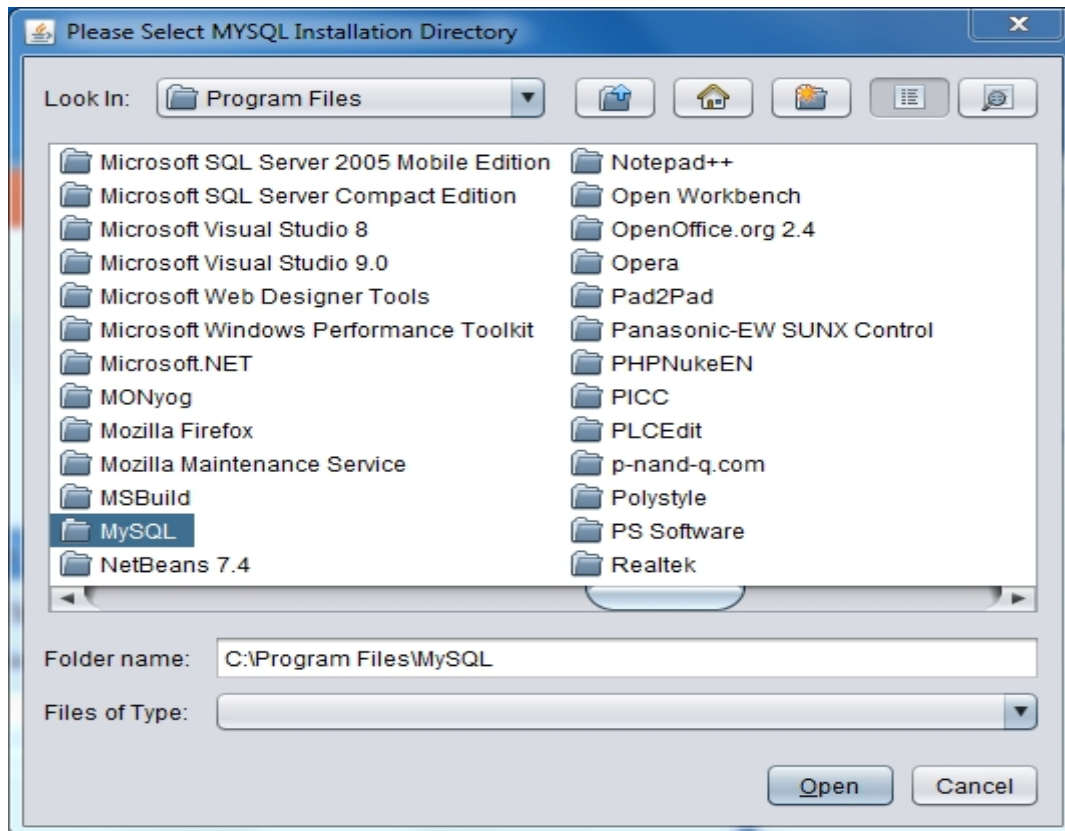 Please Select MYSQL Installation Directory
Look In: Program Files
Microsoft SQL Server 2005 Mobile Edition
Microsoft SQL Server Compact Edition
Microsoft Visual Studio 8
Microsoft Visual Studio 9.0
Microsoft Web Designer Tools
Microsoft Windows Performance Toolkit
Microsoft.NET
MONyog
Mozilla Firefox
Mozilla Maintenance Service
MSBuild
MySQL
NetBeans 7.4
Notepad++
Open Workbench
OpenOffice.org 2.4
Opera
Pad2Pad
Panasonic-EW SUNX Control
PHPNukeEN
PICC
PLCEdit
p-nand-q.com
Polystyle
PS Software
Realtek
Folder name: C:\Program Files\MySQL
Files of Type:
Open Cancel